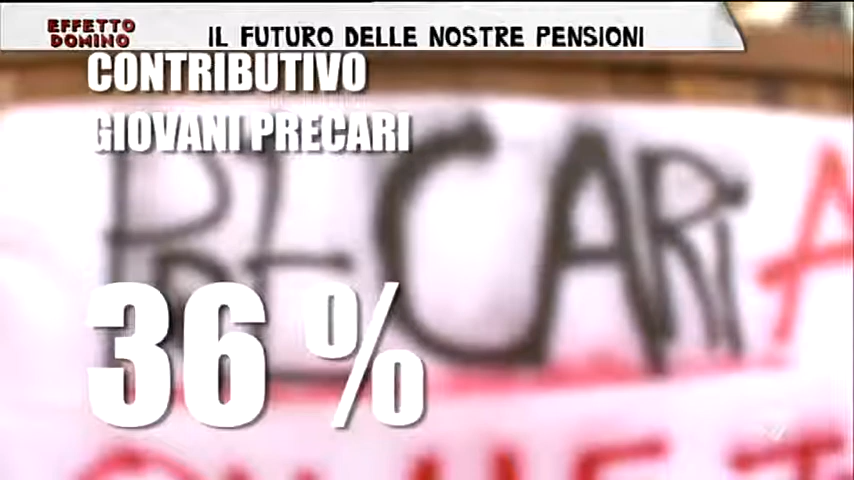 EFFETTO
DOMINO
IL FUTURO DELLE NOSTRE PENSIONI
CONTRIBUTIVO
GIOVANI PRECARI
PRECARI
36 %